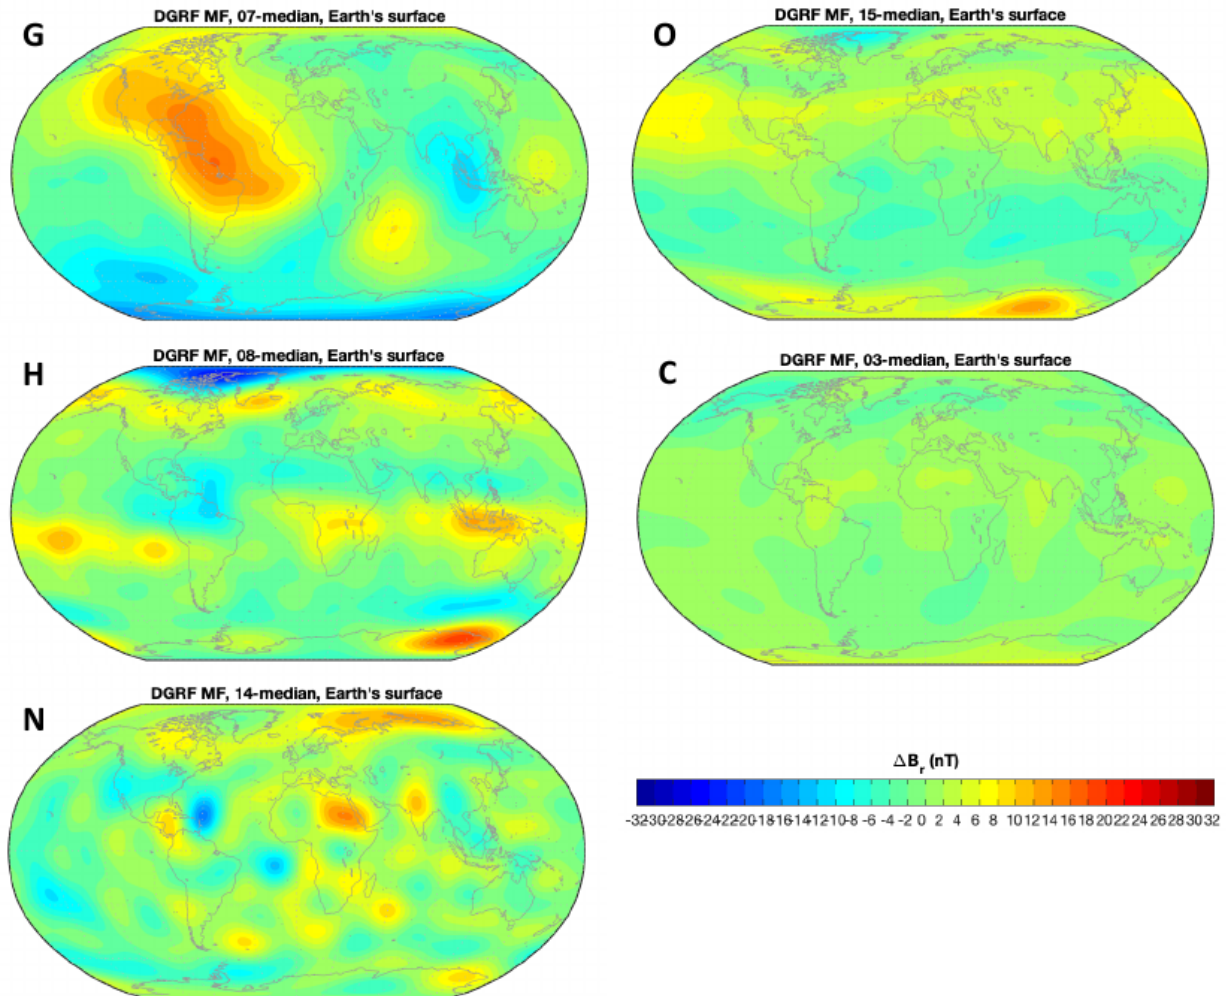 G
DGRF MF, 07-median, Earth's surface
O
DGRF MF, 15-median, Earth's surface
H
DGRF MF, 08-median, Earth's surface
C
DGRF MF, 03-median, Earth's surface
N
DGRF MF, 14-median, Earth's surface
ΔBr (nT)
-32-30-28-26-24-22-20-18-16-14-12-10-8 -6 -4 -2 0 2 4 6 8 10 12 14 16 18 20 22 24 26 28 30 32